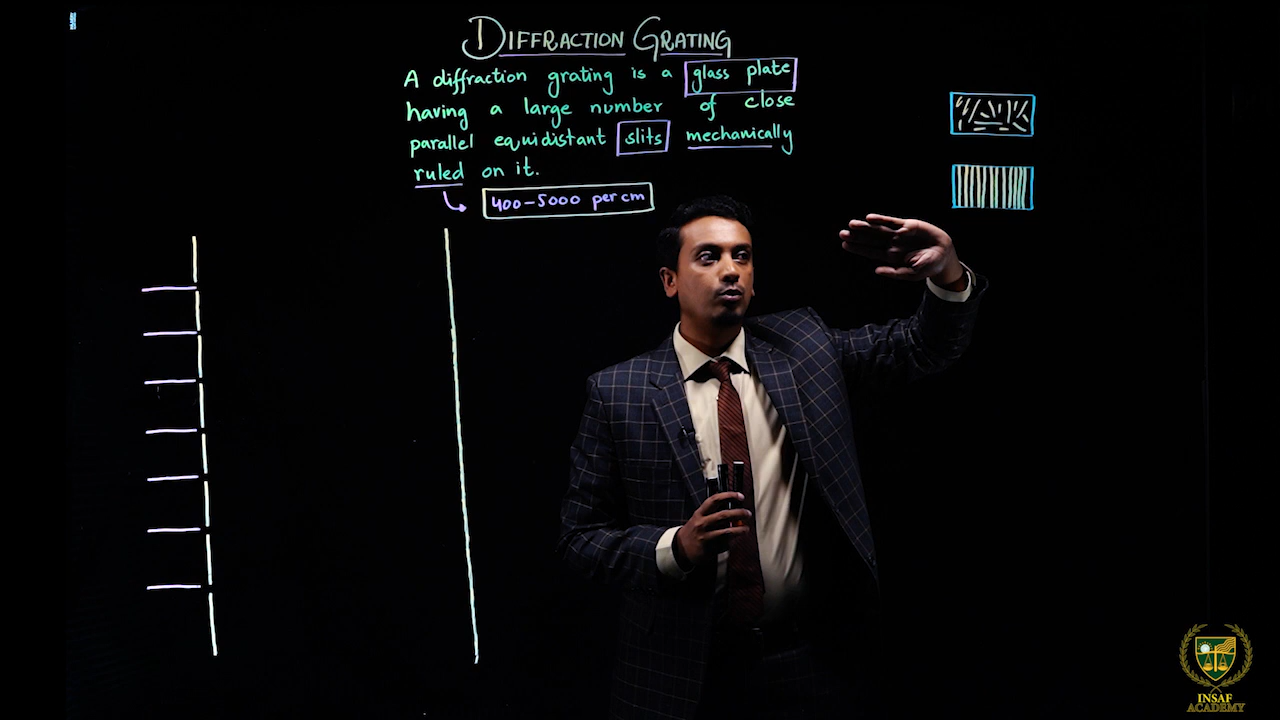 DIFFRACTION GRATING
A diffraction grating is a glass plate
having a large number of close
parallel equidistant slits mechanically
ruled on it.
400-5000 per cm
INSAF
ACADEMY